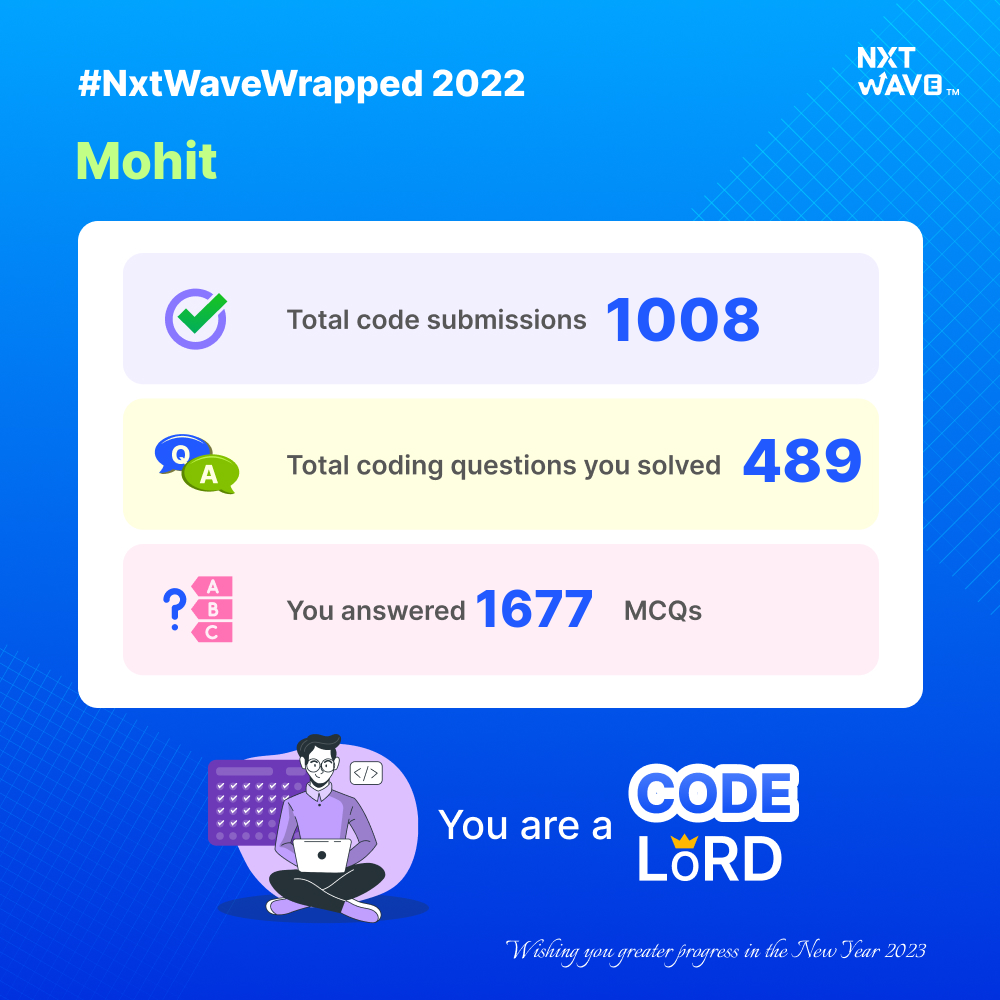 #NxtWaveWrapped 2022
NXT
WAVE TM
Mohit
Total code submissions 1008
Q
A
Total coding questions you solved 489
?
A
B
C
You answered 1677 MCQs
</>
You are a
CODE
LORD
Wishing you greater progress in the New Year 2023